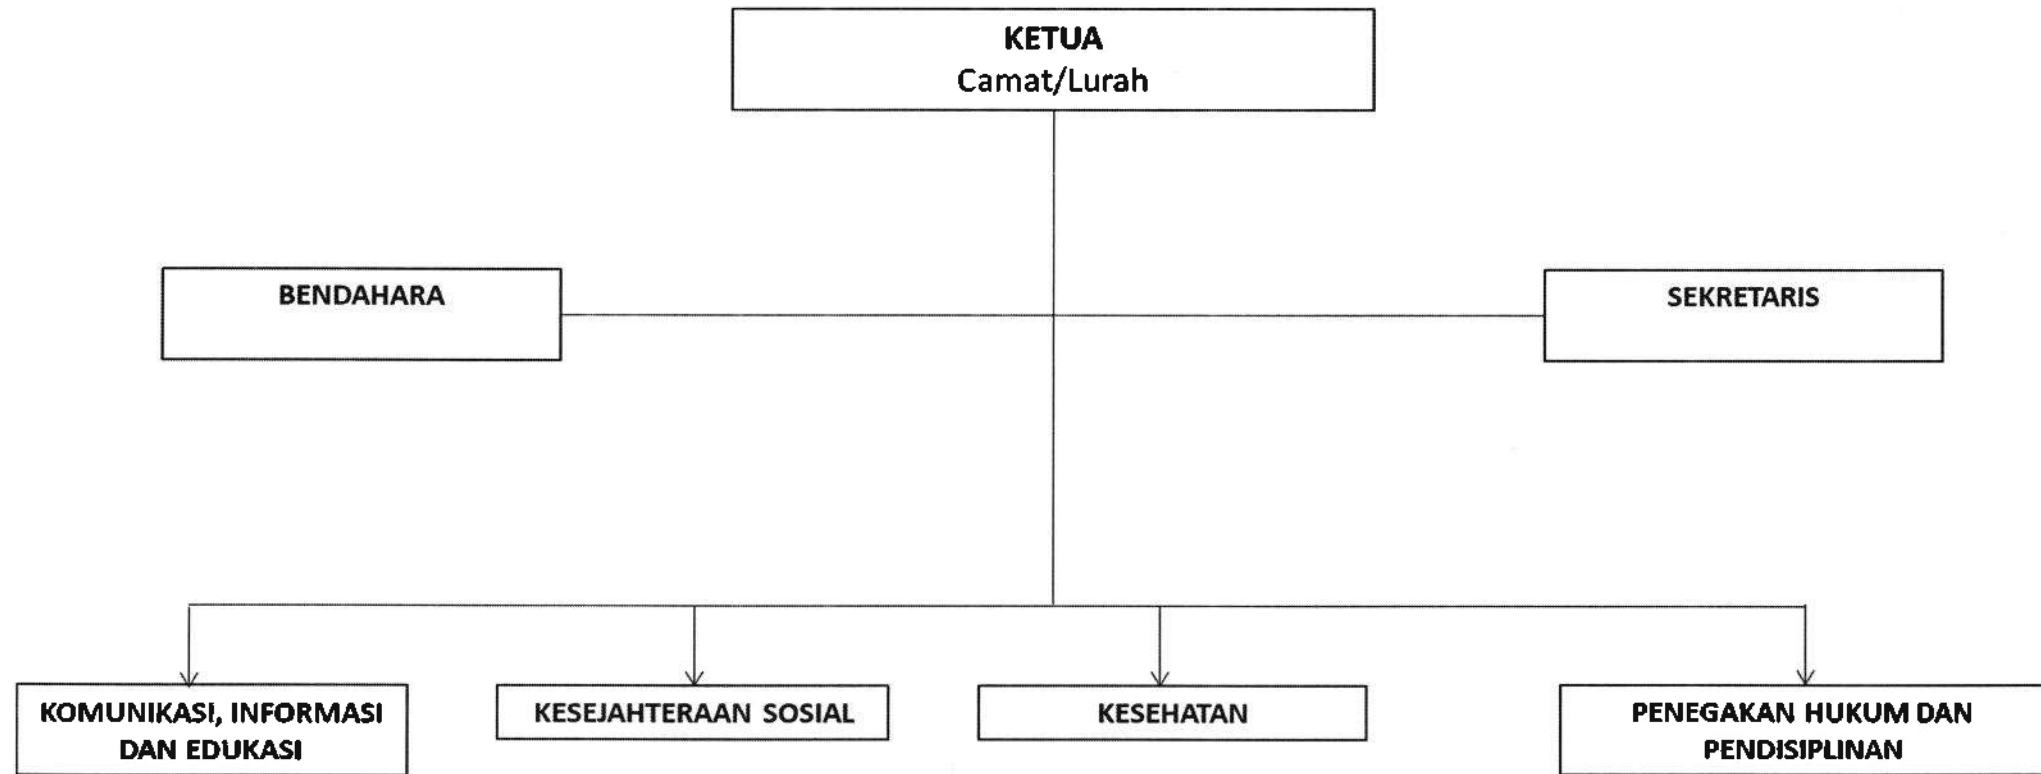 KETUA
Camat/Lurah
BENDAHARA
SEKRETARIS
KOMUNIKASI, INFORMASI
DAN EDUKASI
KESEJAHTERAAN SOSIAL
KESEHATAN
PENEGAKAN HUKUM DAN
PENDISIPLINAN